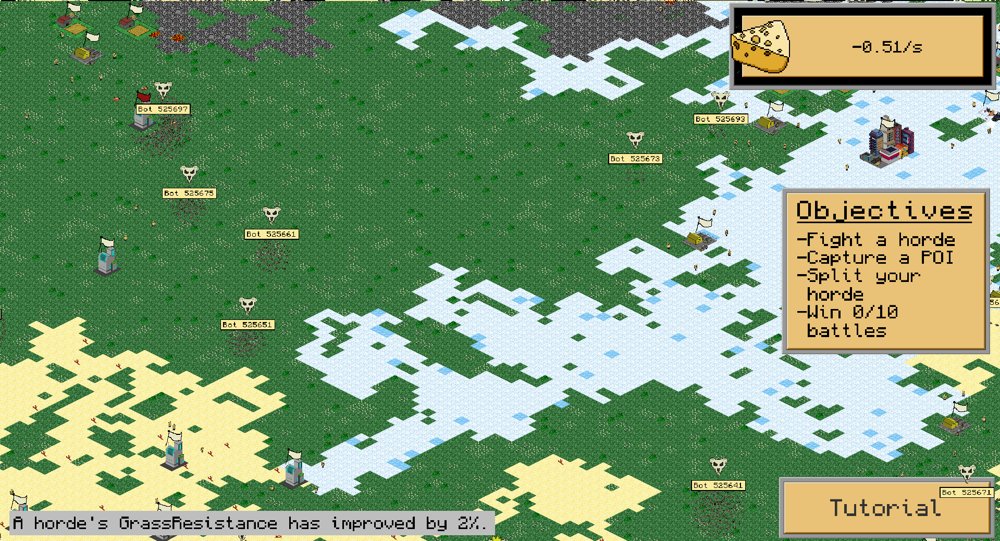 -0.51/s
Bot 525697
Bot 525693
Bot 525673
Bot 525675
Bot 525661
Bot 525651
Objectives
-Fight a horde
-Capture a POI
-Split your
horde
-Win 0/10
battles
Bot 525641
Bot 525671
Tutorial
A horde's GrassResistance has improved by 2%.